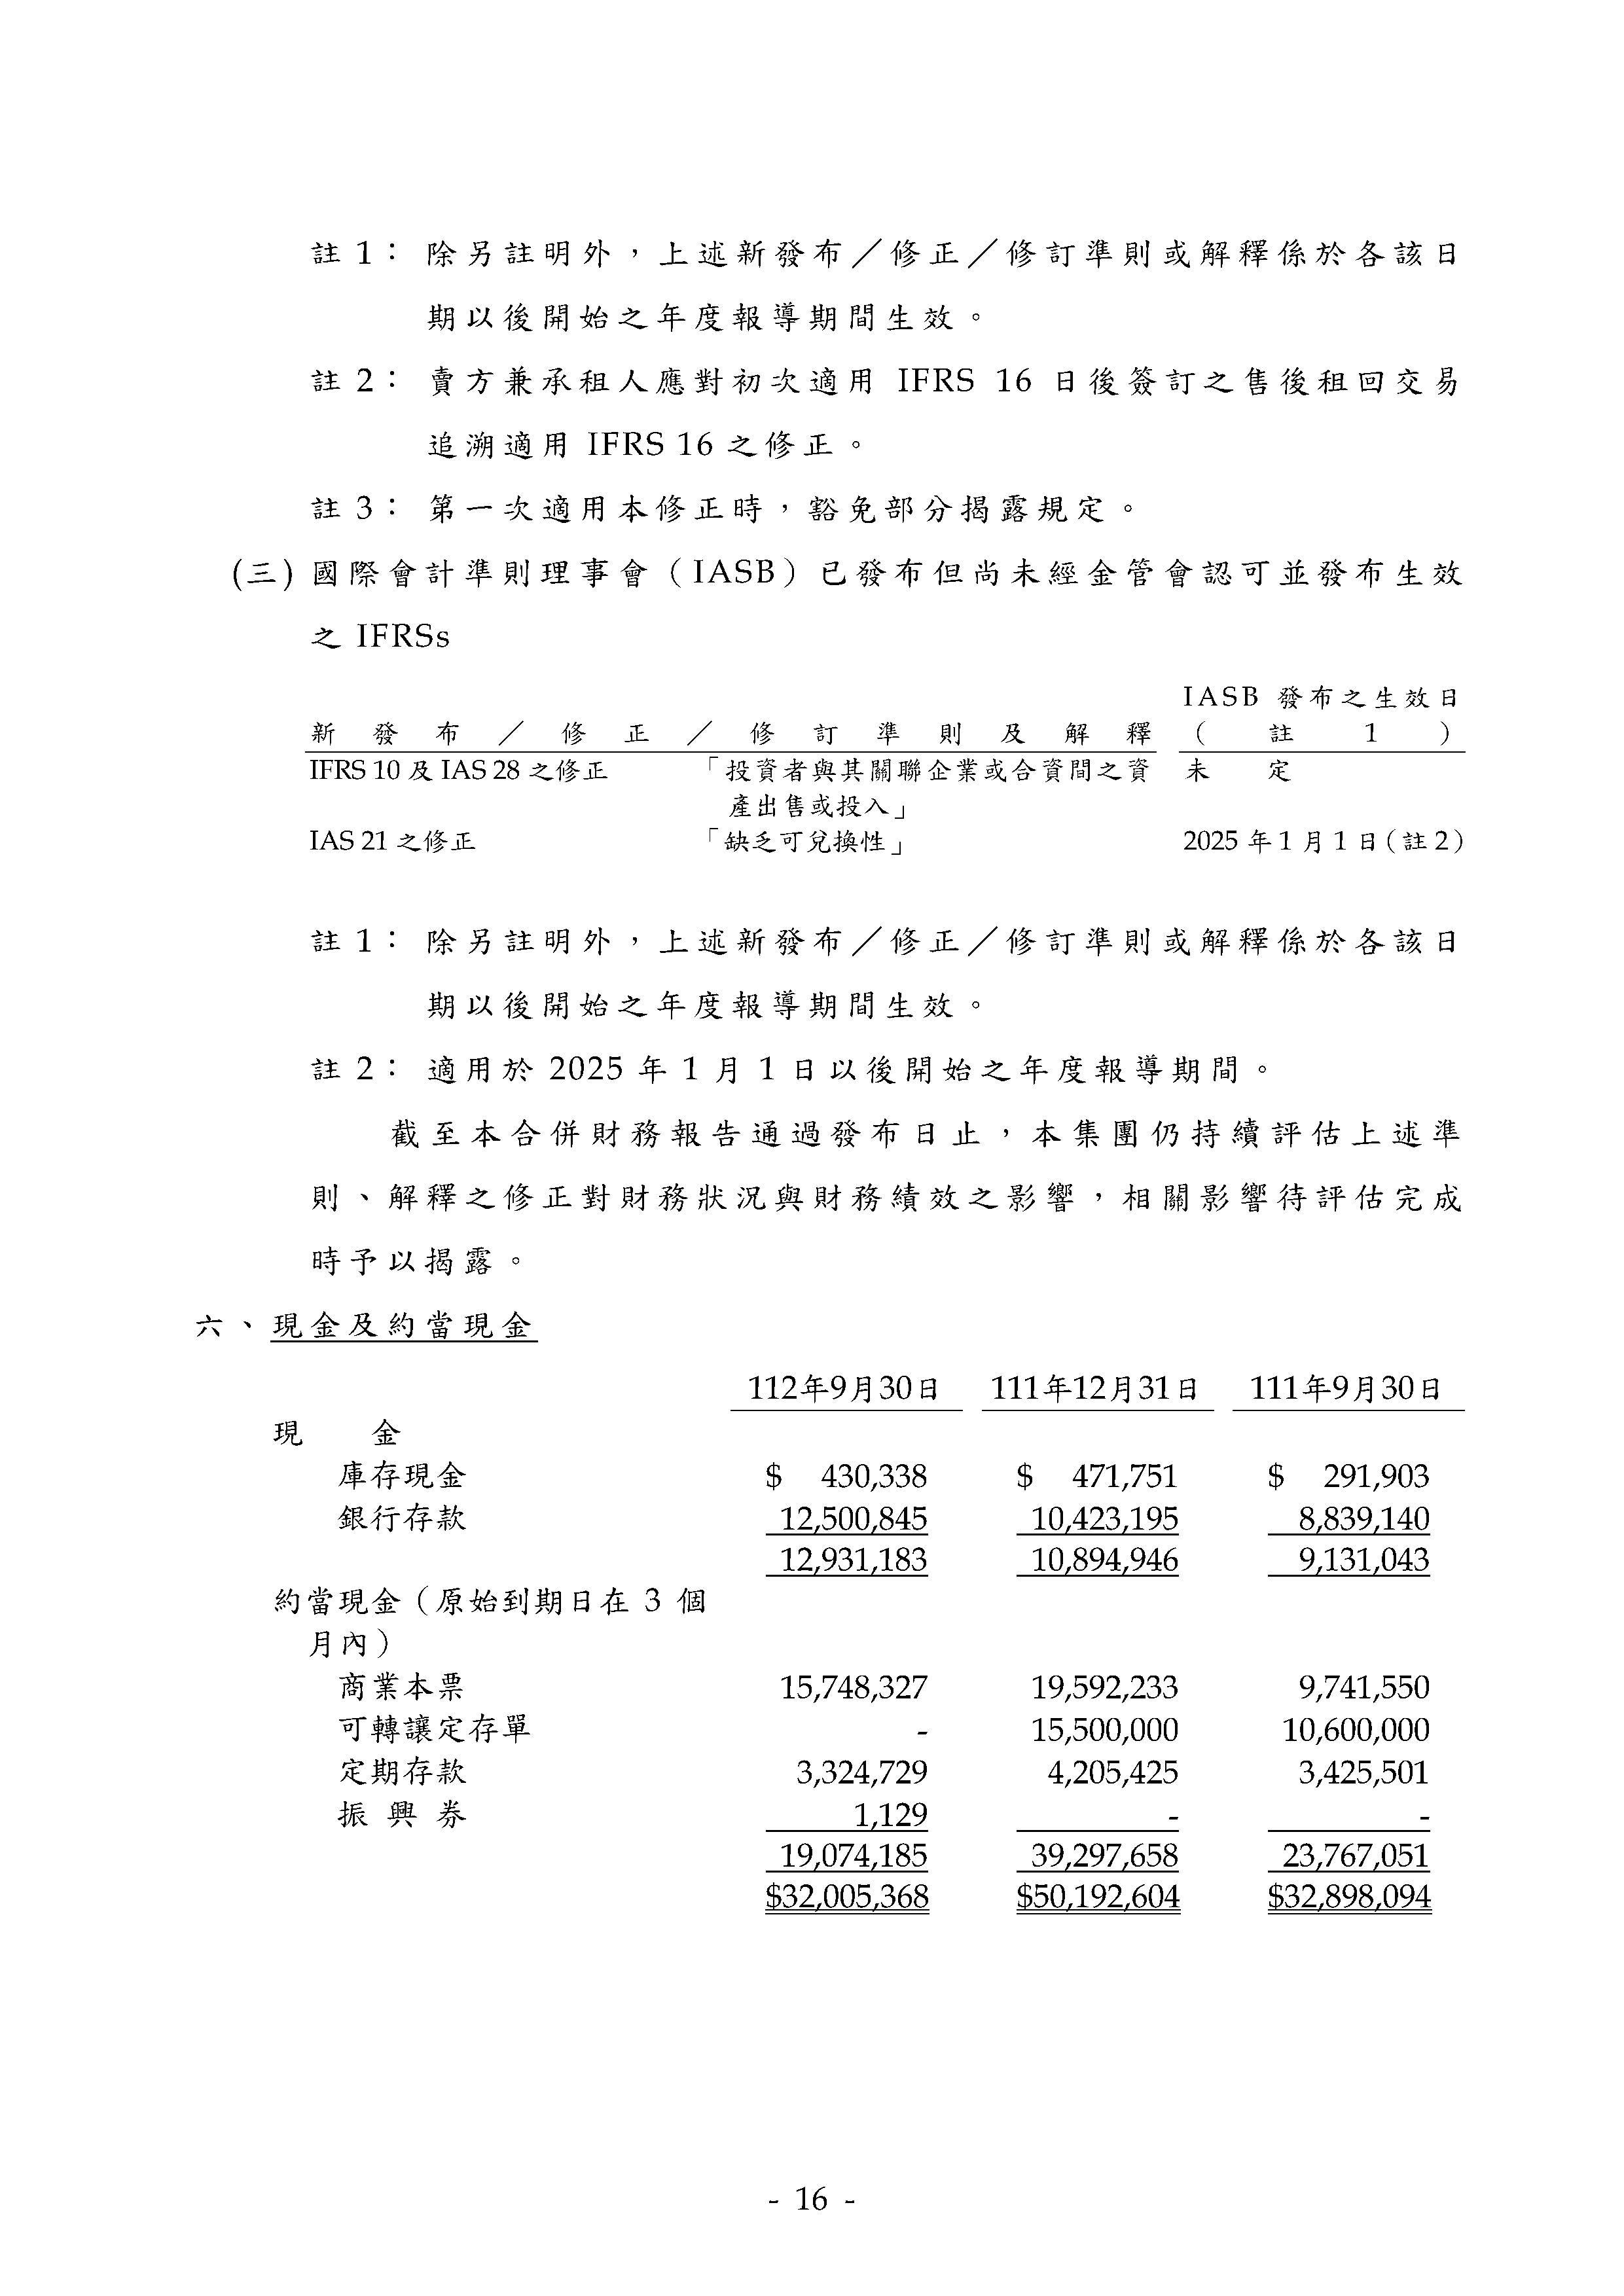 註 1： 除另註明外，上述新發布／修正／修訂準則或解釋係於各該日
期以後開始之年度報導期間生效。
註 2： 賣方兼承租人應對初次適用 IFRS 16 日後簽訂之售後租回交易
追溯適用 IFRS 16 之修正。
註 3： 第一次適用本修正時，豁免部分揭露規定。
(三) 國際會計準則理事會（IASB）已發布但尚未經金管會認可並發布生效
之 IFRSs
IASB 發布之生效日
新發布／修正／修訂準則及解釋 （註 1）
IFRS 10 及 IAS 28 之修正 「投資者與其關聯企業或合資間之資 未 定
產出售或投入」
IAS 21 之修正 「缺乏可兌換性」 2025 年 1 月 1 日（註 2）
註 1： 除另註明外，上述新發布／修正／修訂準則或解釋係於各該日
期以後開始之年度報導期間生效。
註 2： 適用於 2025 年 1 月 1 日以後開始之年度報導期間。
截至本合併財務報告通過發布日止，本集團仍持續評估上述準
則、解釋之修正對財務狀況與財務績效之影響，相關影響待評估完成
時予以揭露。
六、現金及約當現金
112年9月30日 111年12月31日 111年9月30日
現 金
庫存現金 $ 430,338 $ 471,751 $ 291,903
銀行存款 12,500,845 10,423,195 8,839,140
12,931,183 10,894,946 9,131,043
約當現金（原始到期日在 3 個
月內）
商業本票 15,748,327 19,592,233 9,741,550
可轉讓定存單 - 15,500,000 10,600,000
定期存款 3,324,729 4,205,425 3,425,501
振 興 券 1,129 - -
19,074,185 39,297,658 23,767,051
$32,005,368 $50,192,604 $32,898,094
- 16 -